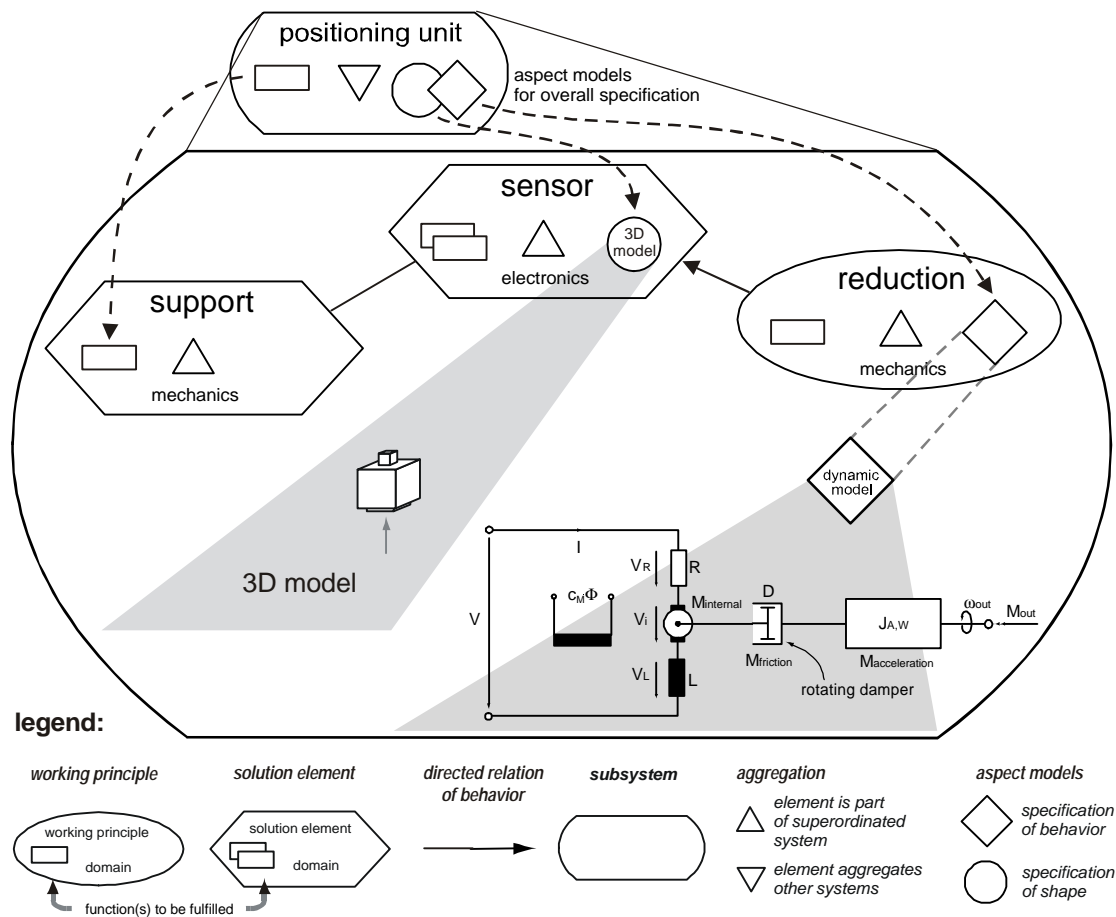 positioning unit
aspect models
for overall specification
sensor
3D
model
electronics
support
mechanics
reduction
mechanics
dynamic
model
3D model
I
V
VR
R
cMΦ
Vi
Minternal
D
JA,W
ωout
Mout
Mfriction
Macceleration
VL
L
rotating damper
legend:
working principle
solution element
directed relation
of behavior
subsystem
aggregation
aspect models
working principle
domain
solution element
domain
function(s) to be fulfilled
element is part
of superordinated
system
element aggregates
other systems
specification
of behavior
specification
of shape